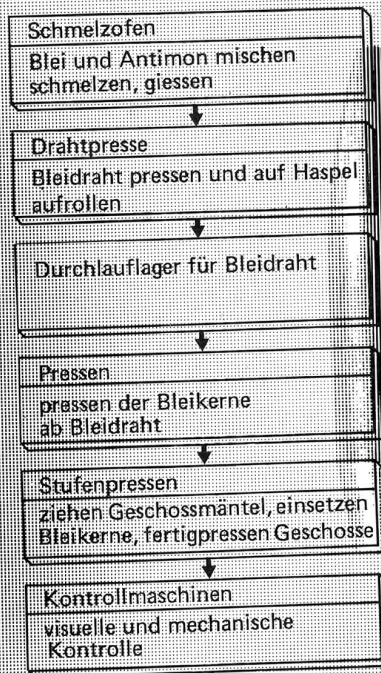 Schmelzofen
Blei und Antimon mischen
schmelzen, giessen
Drahtpresse
Bleidraht pressen und auf Haspel
aufrollen
Durchlauflager für Bleidraht
Pressen
pressen der Bleikerne
ab Bleidraht
Stufenpressen
ziehen Geschossmäntel, einsetzen
Bleikerne, fertigpressen Geschosse
Kontrollmaschinen
visuelle und mechanische
Kontrolle